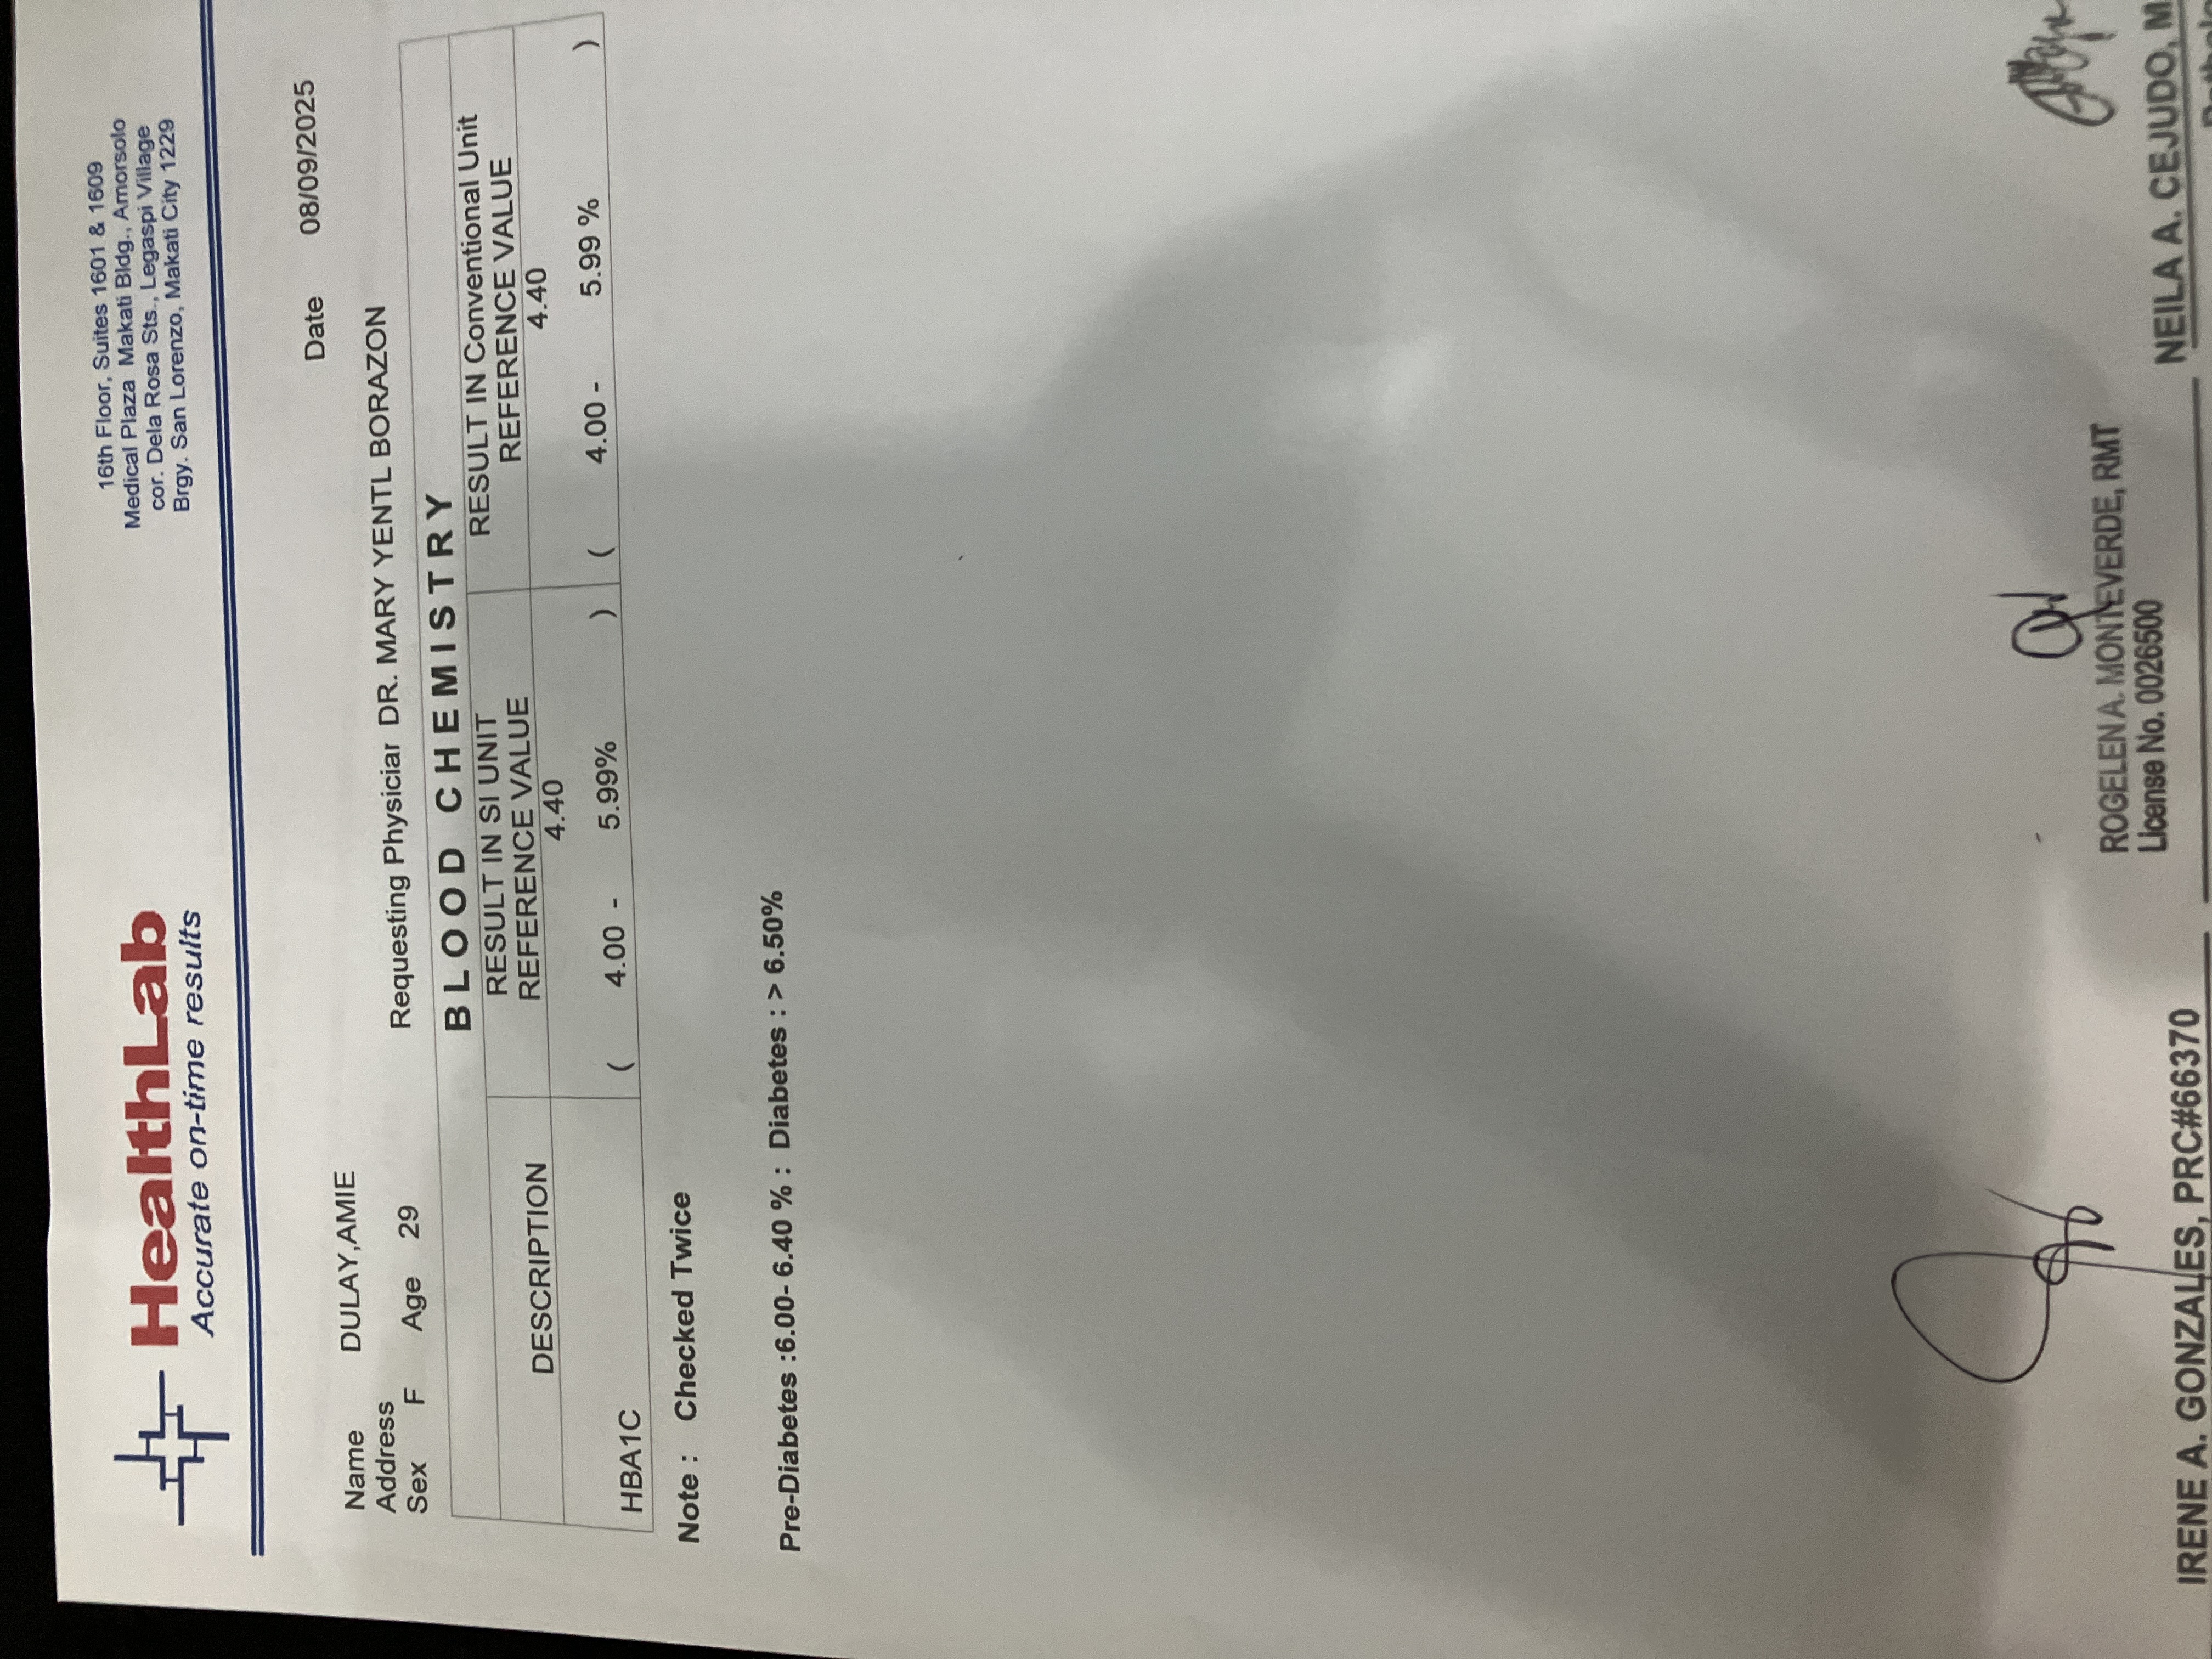 HealthLab
Accurate on-time results
16th Floor, Suites 1601 & 1609
Medical Plaza Makati Bldg., Amorsolo
cor. Dela Rosa Sts., Legaspi Village
Brgy. San Lorenzo, Makati City 1229
Date 08/09/2025
Name DULAY,AMIE
Address
Sex F Age 29
Requesting Physiciar DR. MARY YENTL BORAZON
BLOOD CHEMISTRY
DESCRIPTION
RESULT IN SI UNIT
REFERENCE VALUE
RESULT IN Conventional Unit
REFERENCE VALUE
4.40 4.40
HBA1C ( 4.00 - 5.99% ) ( 4.00 - 5.99 % )
Note : Checked Twice
Pre-Diabetes :6.00- 6.40 % : Diabetes : > 6.50%
IRENE A. GONZALES, PRC#66370
ROGELEN A. MONTEVERDE, RMT
License No. 0026500
NEILA A. CEJUDO, M